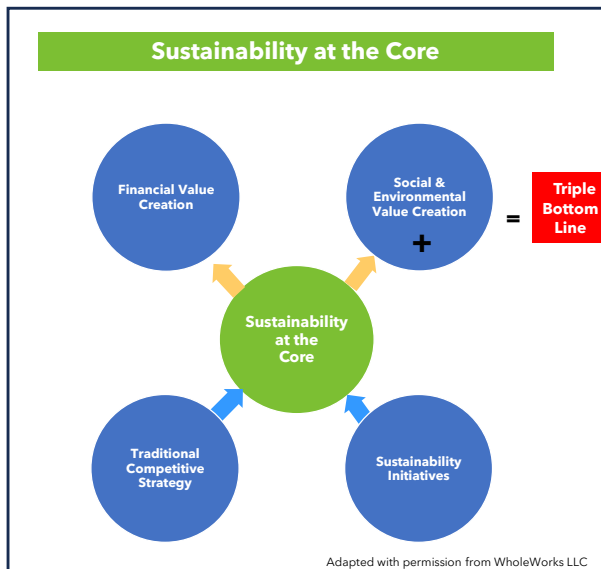 Sustainability at the Core
Financial Value
Creation
Social &
Environmental
Value Creation
+
=
Triple
Bottom
Line
Sustainability
at the
Core
Traditional
Competitive
Strategy
Sustainability
Initiatives
Adapted with permission from WholeWorks LLC